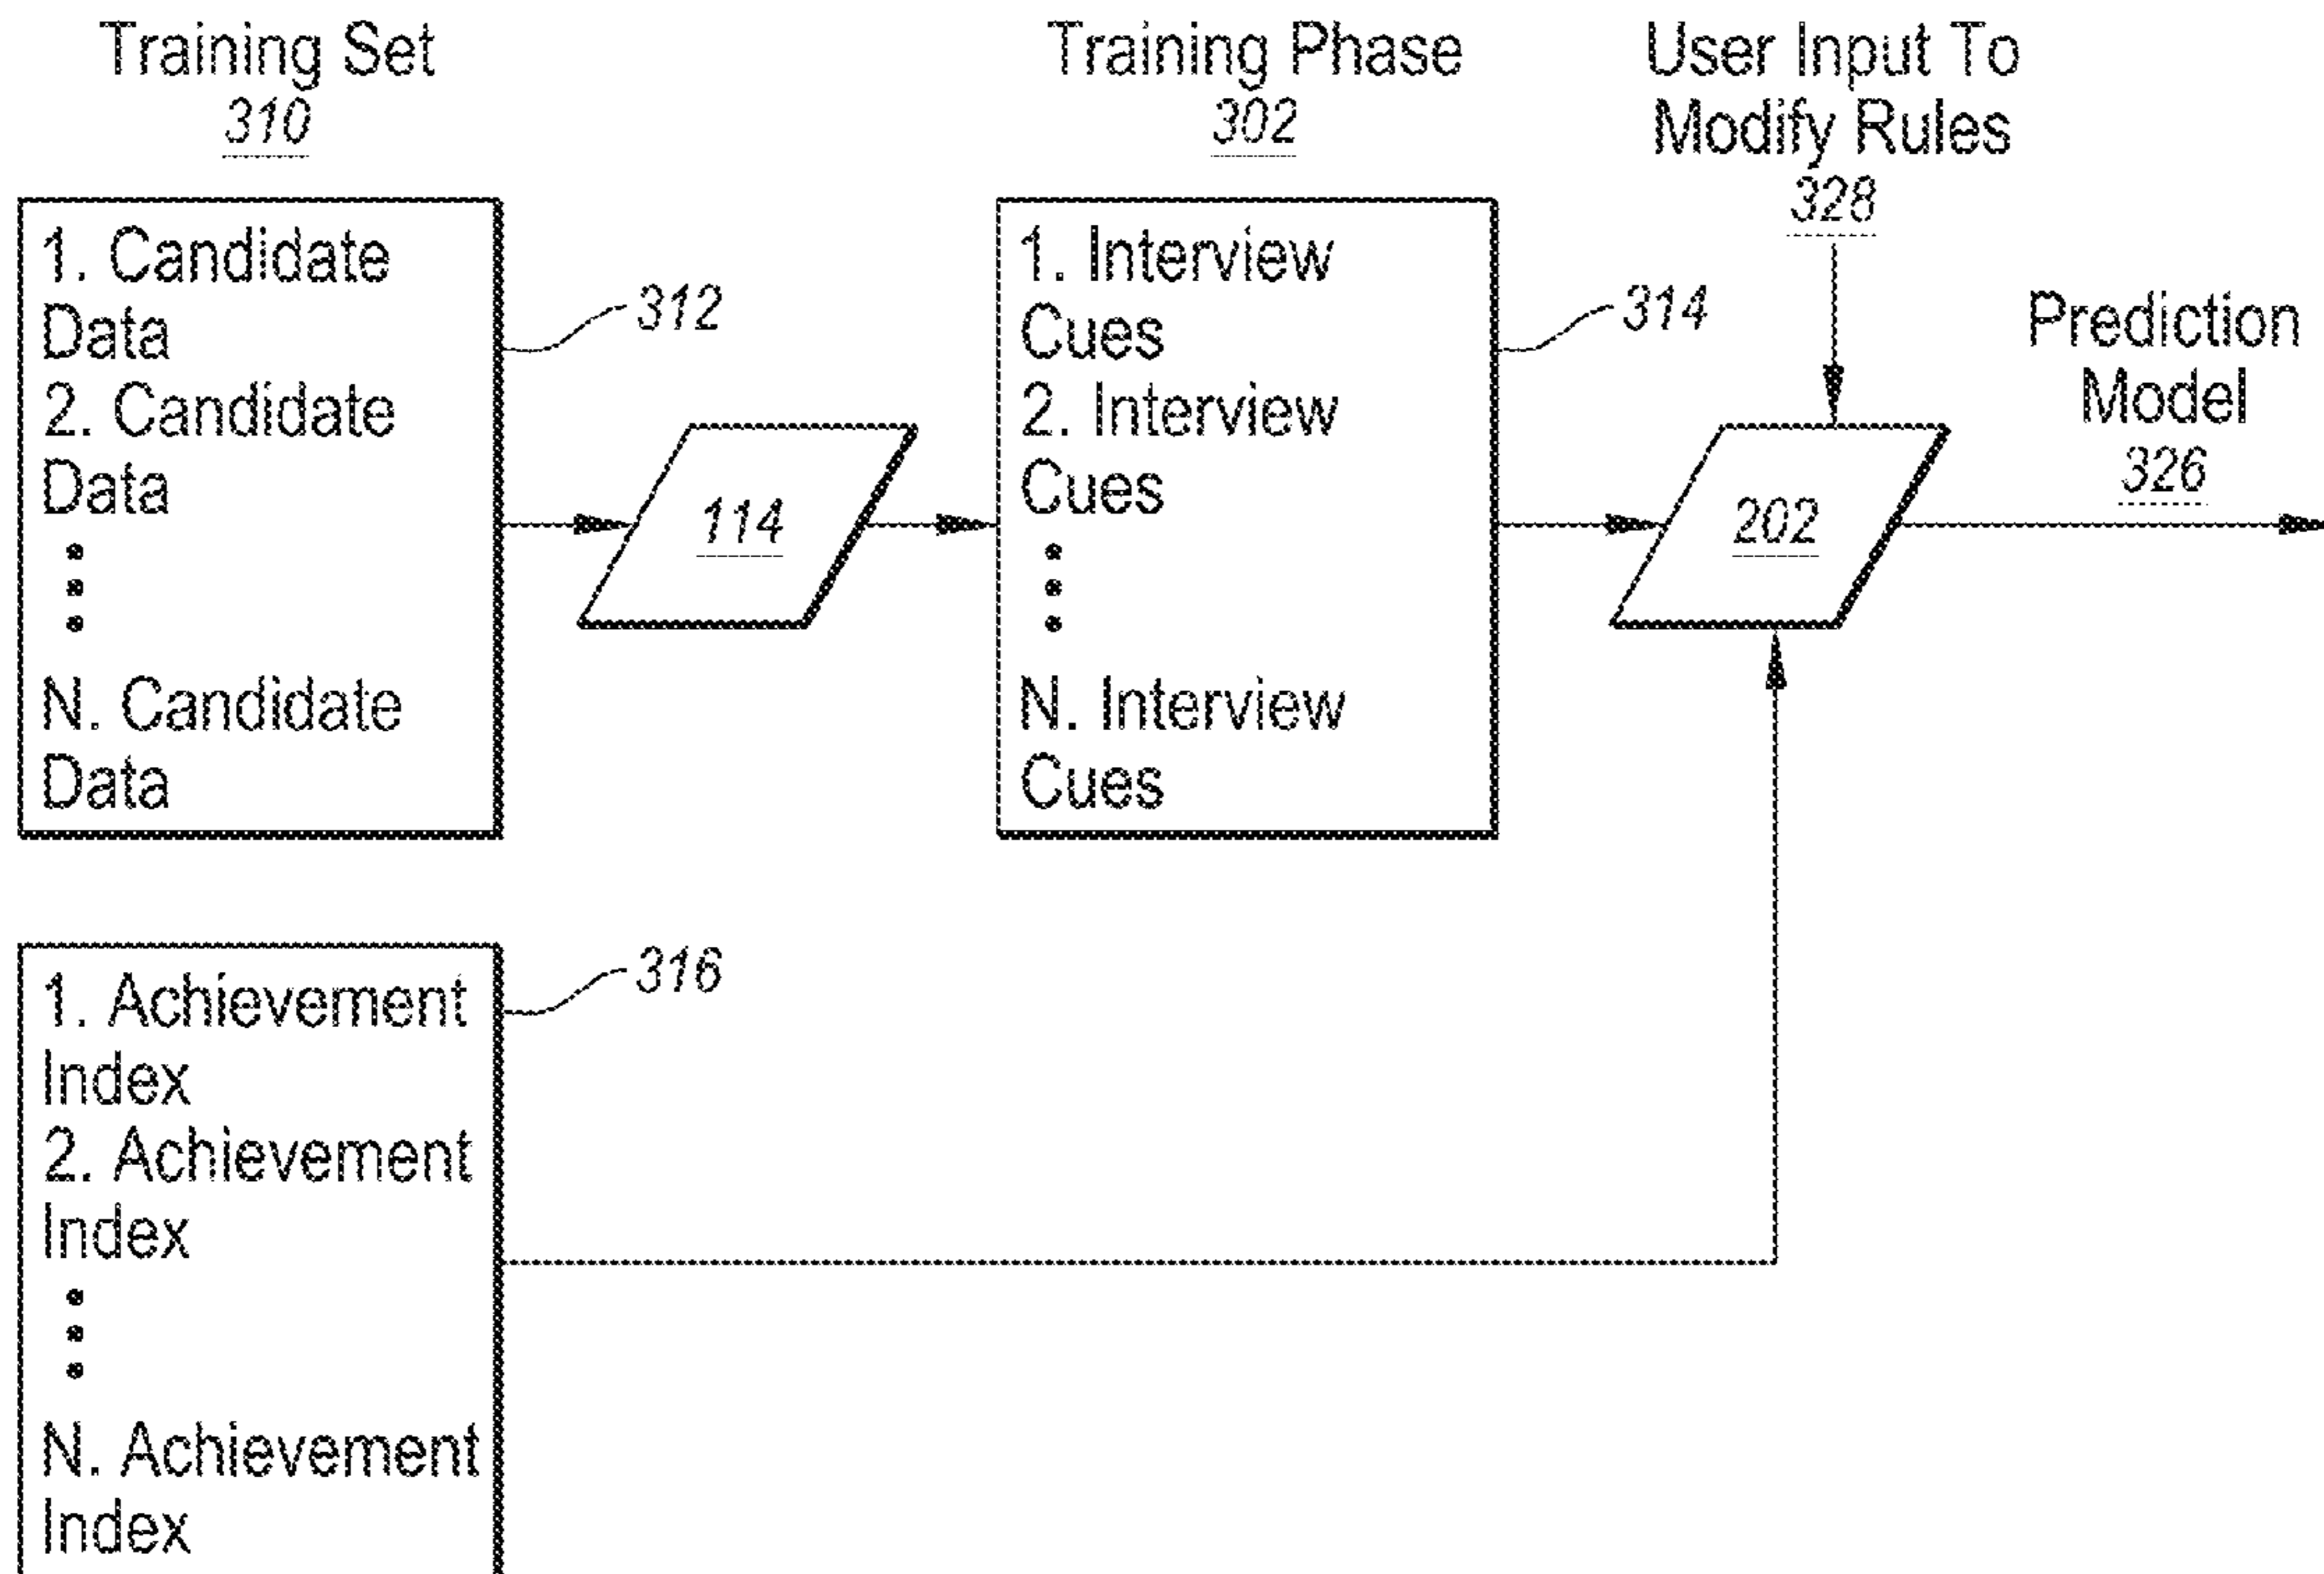 Training Set
310
1. Candidate
Data
2. Candidate
Data
N. Candidate
Data
312
114
Training Phase
302
1. Interview
Cues
2. Interview
Cues
N. Interview
Cues
314
User Input To
Modify Rules
328
202
Prediction
Model
326
1. Achievement
Index
2. Achievement
Index
N. Achievement
Index
316